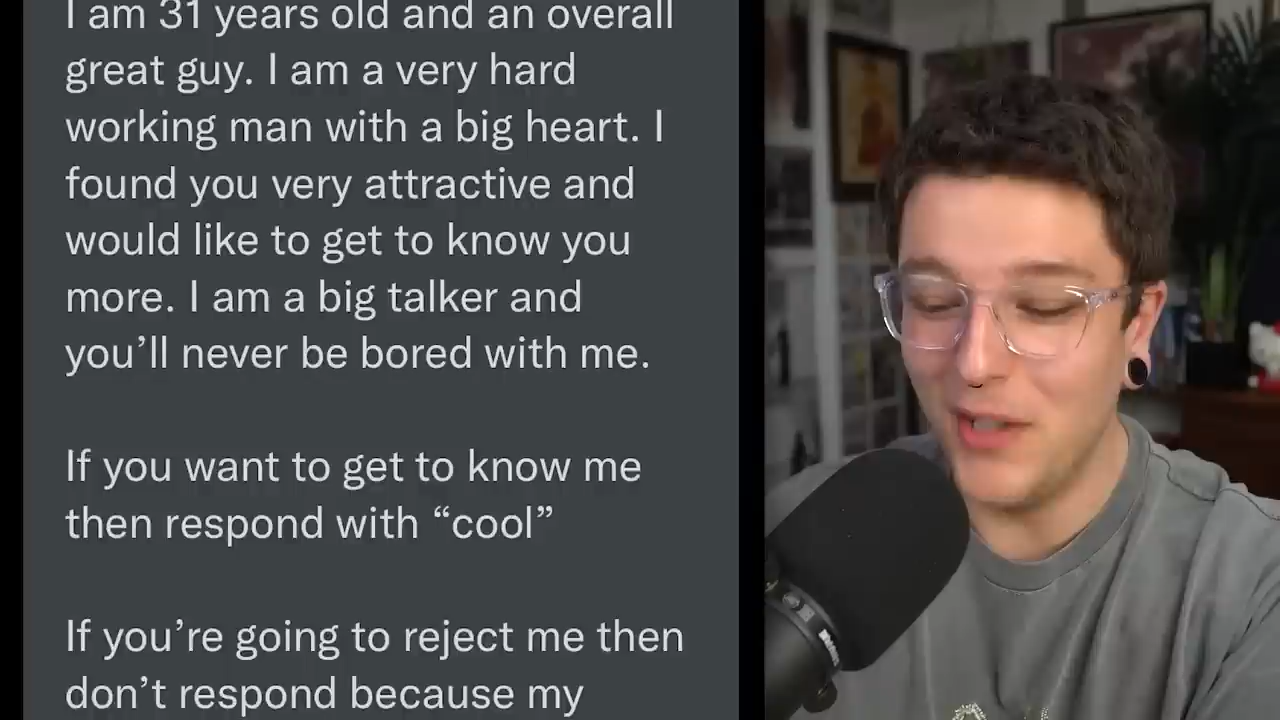 I am 31 years old and an overall
great guy. I am a very hard
working man with a big heart. I
found you very attractive and
would like to get to know you
more. I am a big talker and
you’ll never be bored with me.
If you want to get to know me
then respond with “cool”
If you’re going to reject me then
don’t respond because my